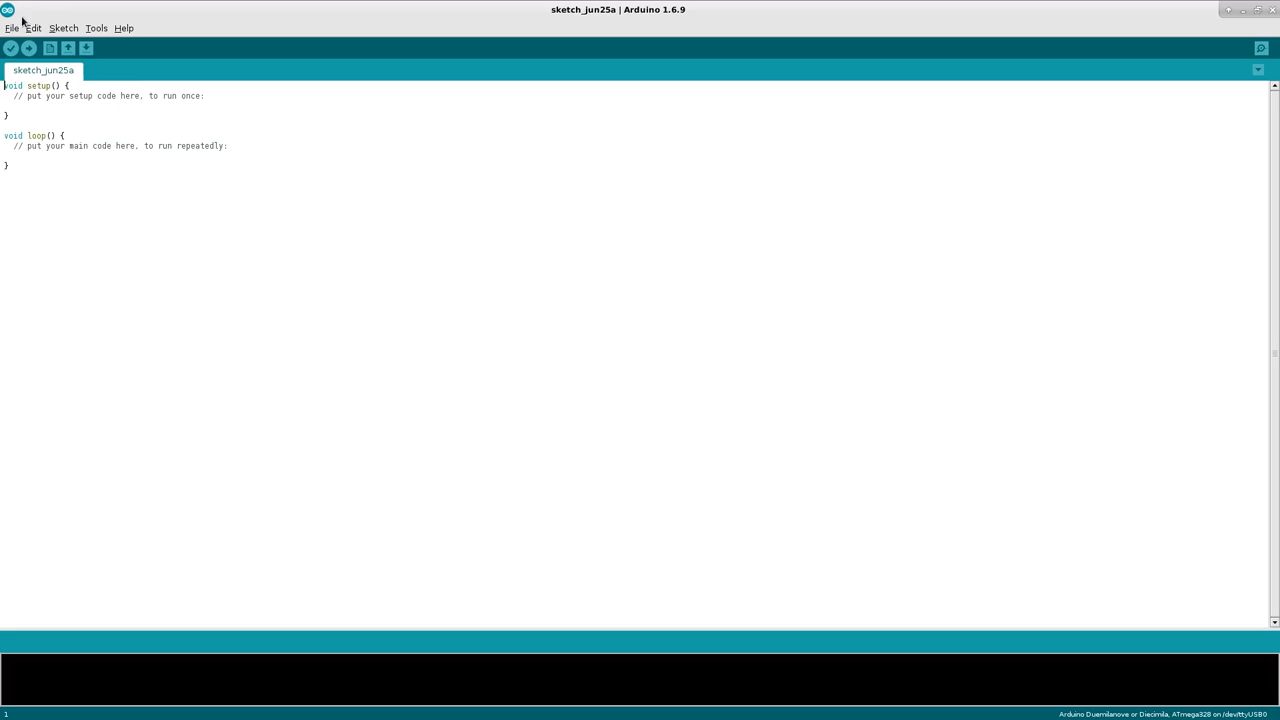 sketch_jun25a | Arduino 1.6.9
File Edit Sketch Tools Help
sketch_jun25a
void setup() {
  // put your setup code here, to run once:

}

void loop() {
  // put your main code here, to run repeatedly:

}
1
Arduino Duemilanove or Diecimila, ATmega328 on /dev/ttyUSB0